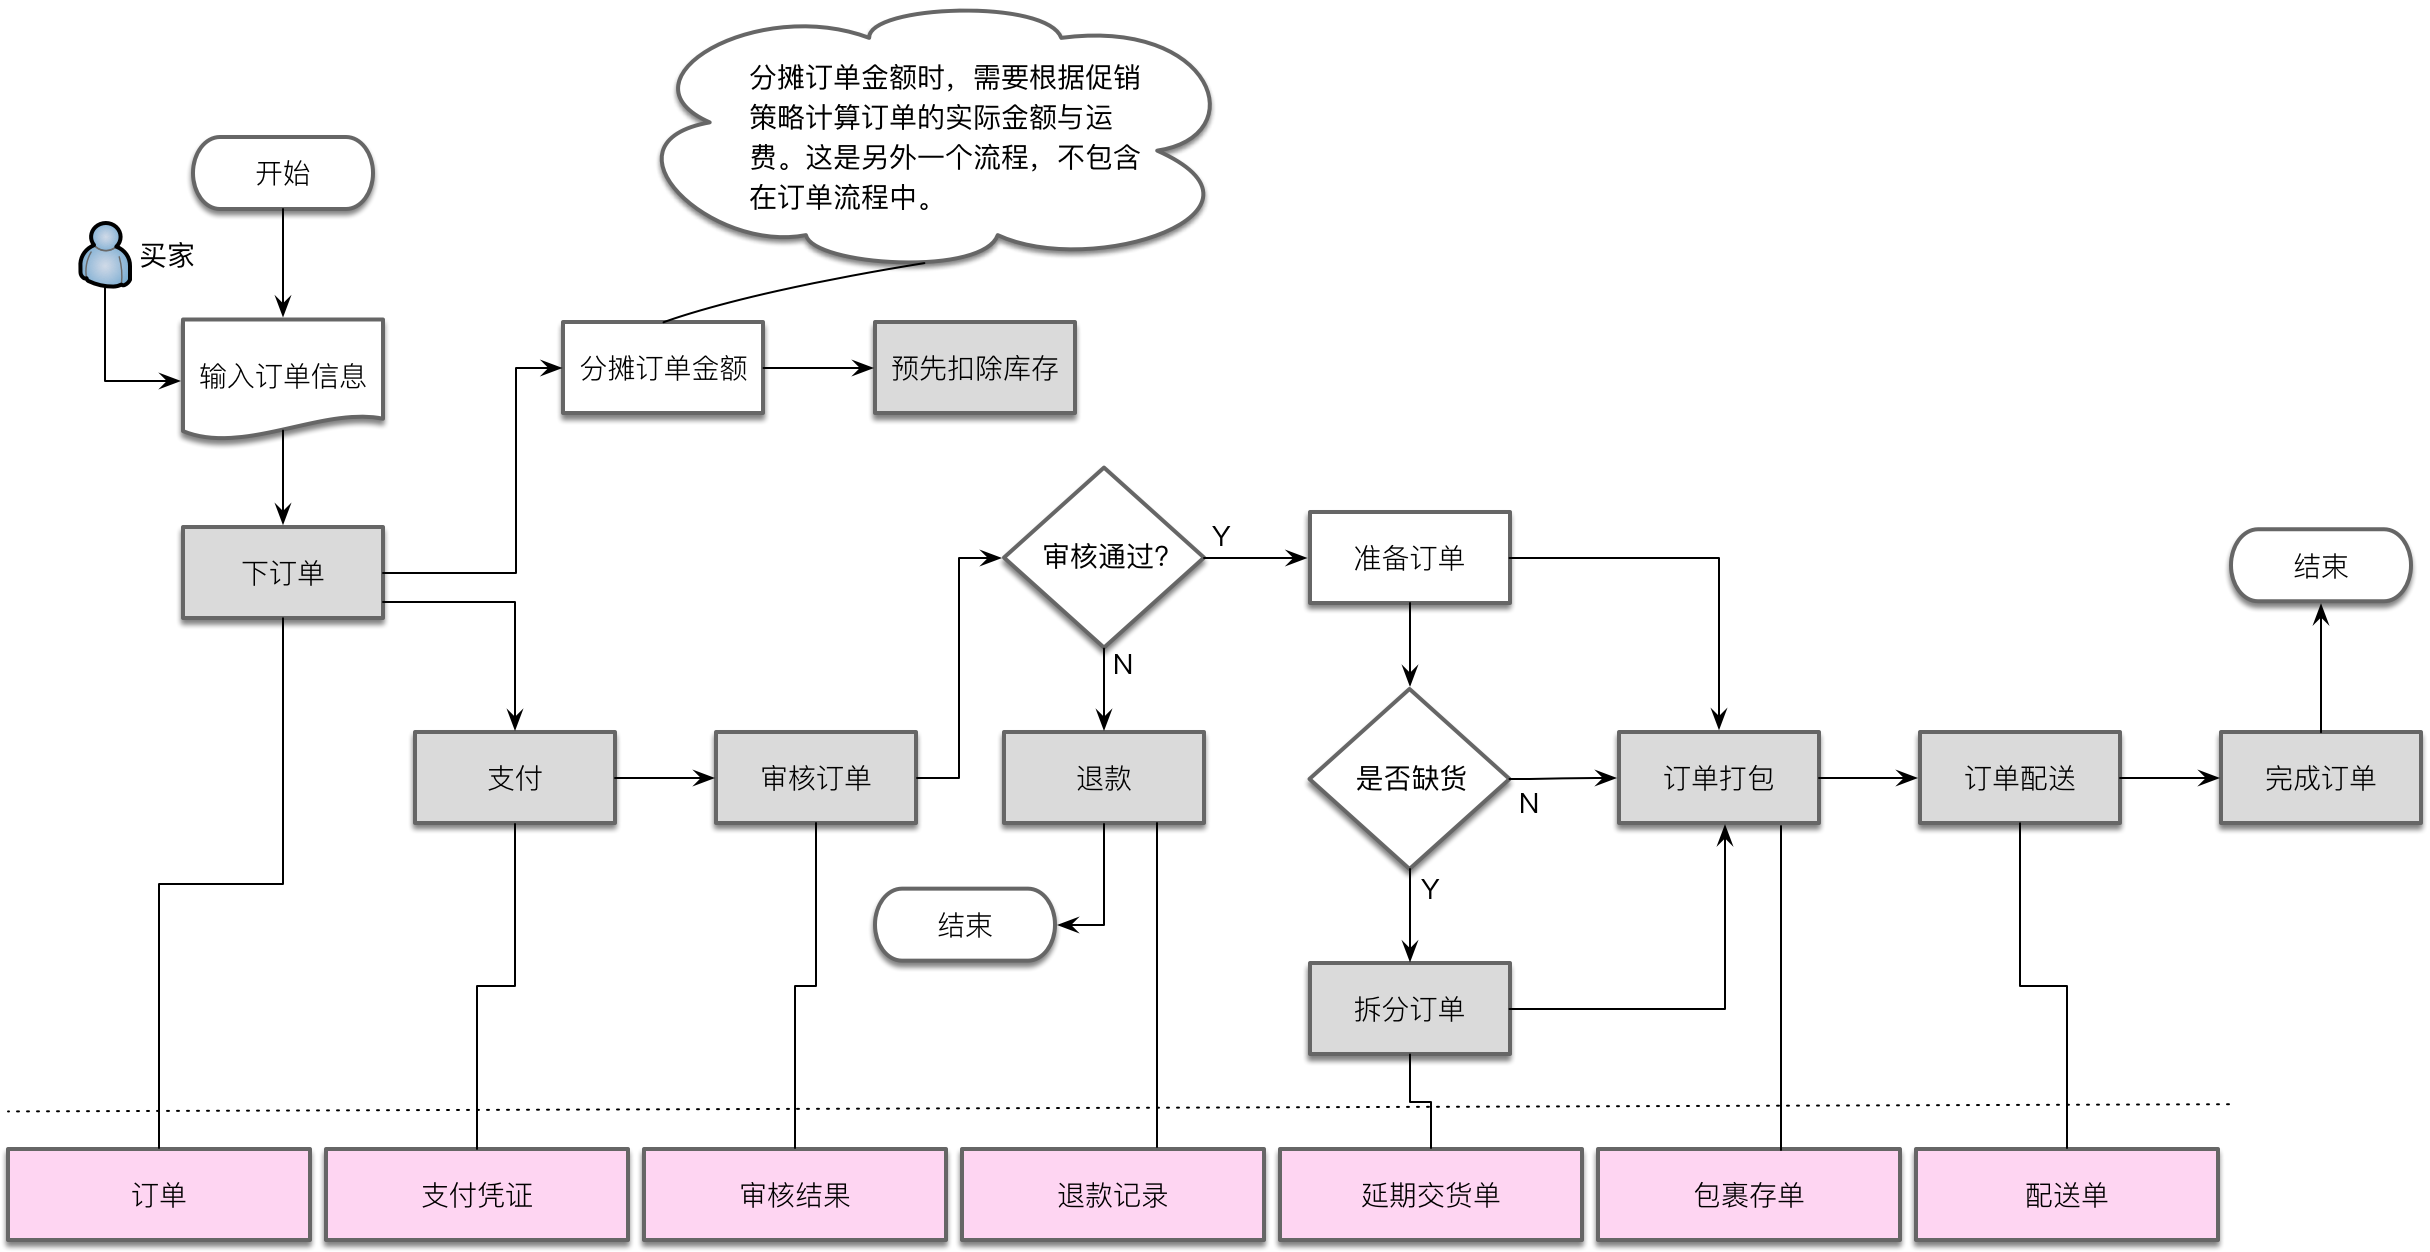 分摊订单金额时，需要根据促销
策略计算订单的实际金额与运
费。这是另外一个流程，不包含
在订单流程中。
开始
买家
输入订单信息
分摊订单金额
预先扣除库存
下订单
审核通过?
Y
N
准备订单
结束
支付
审核订单
退款
是否缺货
N
Y
订单打包
订单配送
完成订单
结束
拆分订单
订单
支付凭证
审核结果
退款记录
延期交货单
包裹存单
配送单